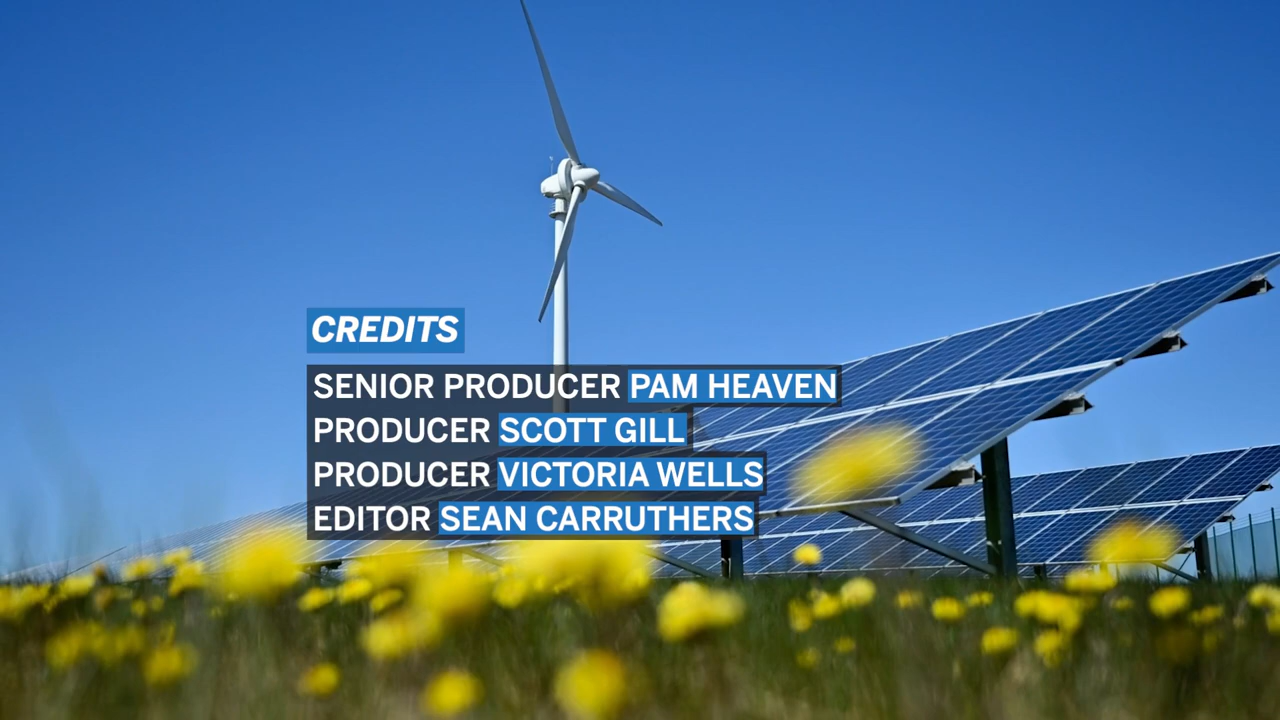 CREDITS
SENIOR PRODUCER PAM HEAVEN
PRODUCER SCOTT GILL
PRODUCER VICTORIA WELLS
EDITOR SEAN CARRUTHERS